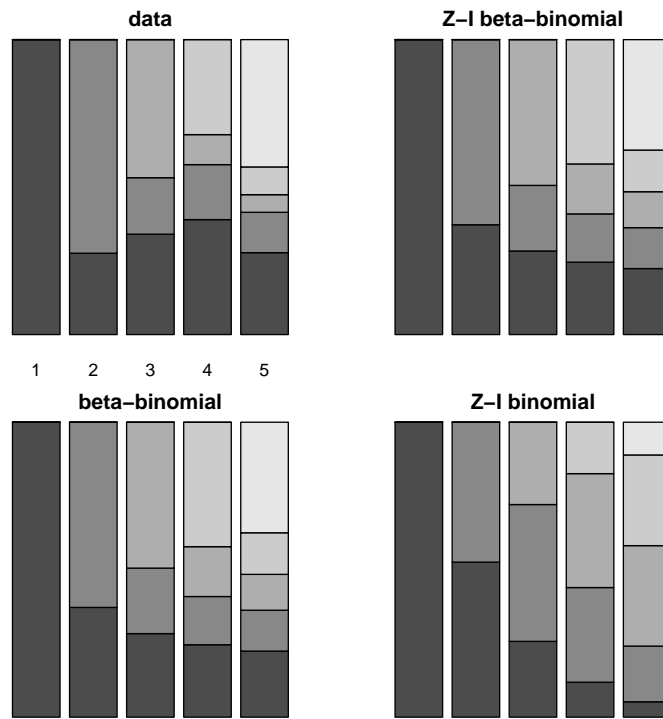 data
Z−I beta−binomial
1 2 3 4 5
beta−binomial
Z−I binomial